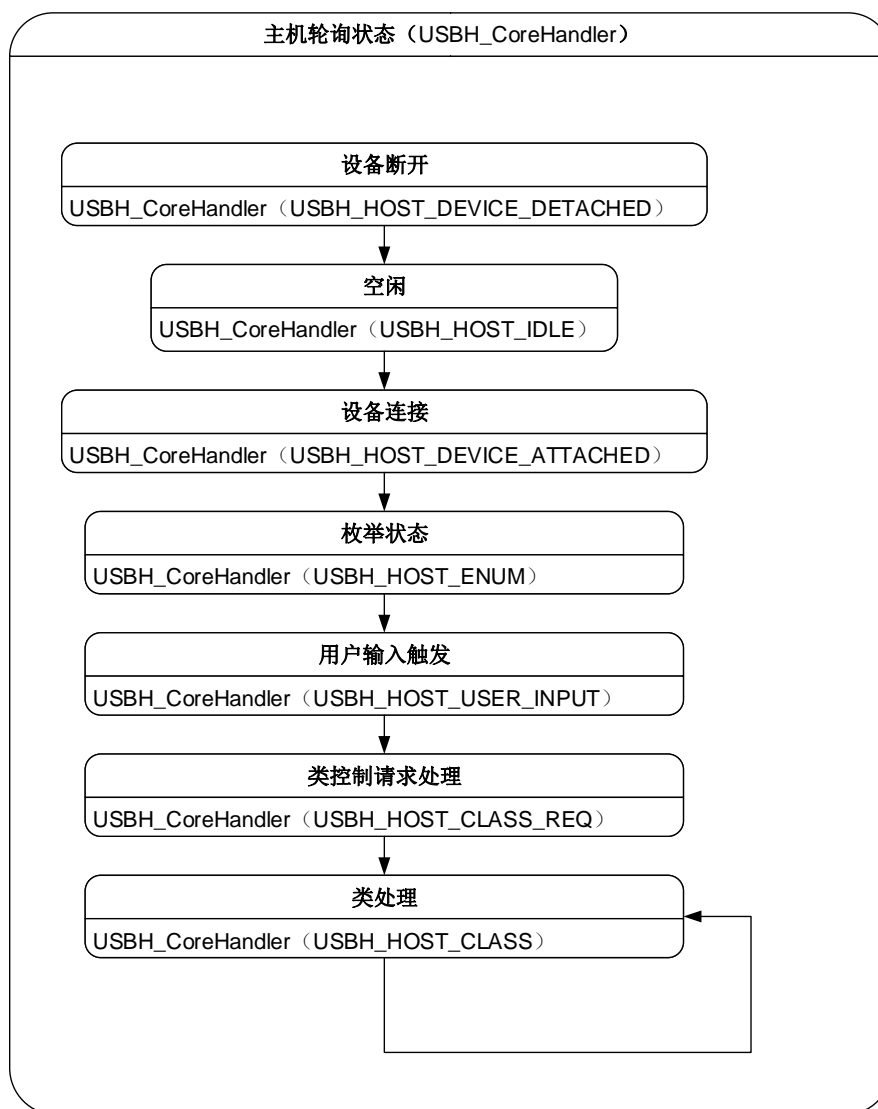 主机轮询状态（USBH_CoreHandler）
设备断开
USBH_CoreHandler（USBH_HOST_DEVICE_DETACHED）
空闲
USBH_CoreHandler（USBH_HOST_IDLE）
设备连接
USBH_CoreHandler（USBH_HOST_DEVICE_ATTACHED）
枚举状态
USBH_CoreHandler（USBH_HOST_ENUM）
用户输入触发
USBH_CoreHandler（USBH_HOST_USER_INPUT）
类控制请求处理
USBH_CoreHandler（USBH_HOST_CLASS_REQ）
类处理
USBH_CoreHandler（USBH_HOST_CLASS）